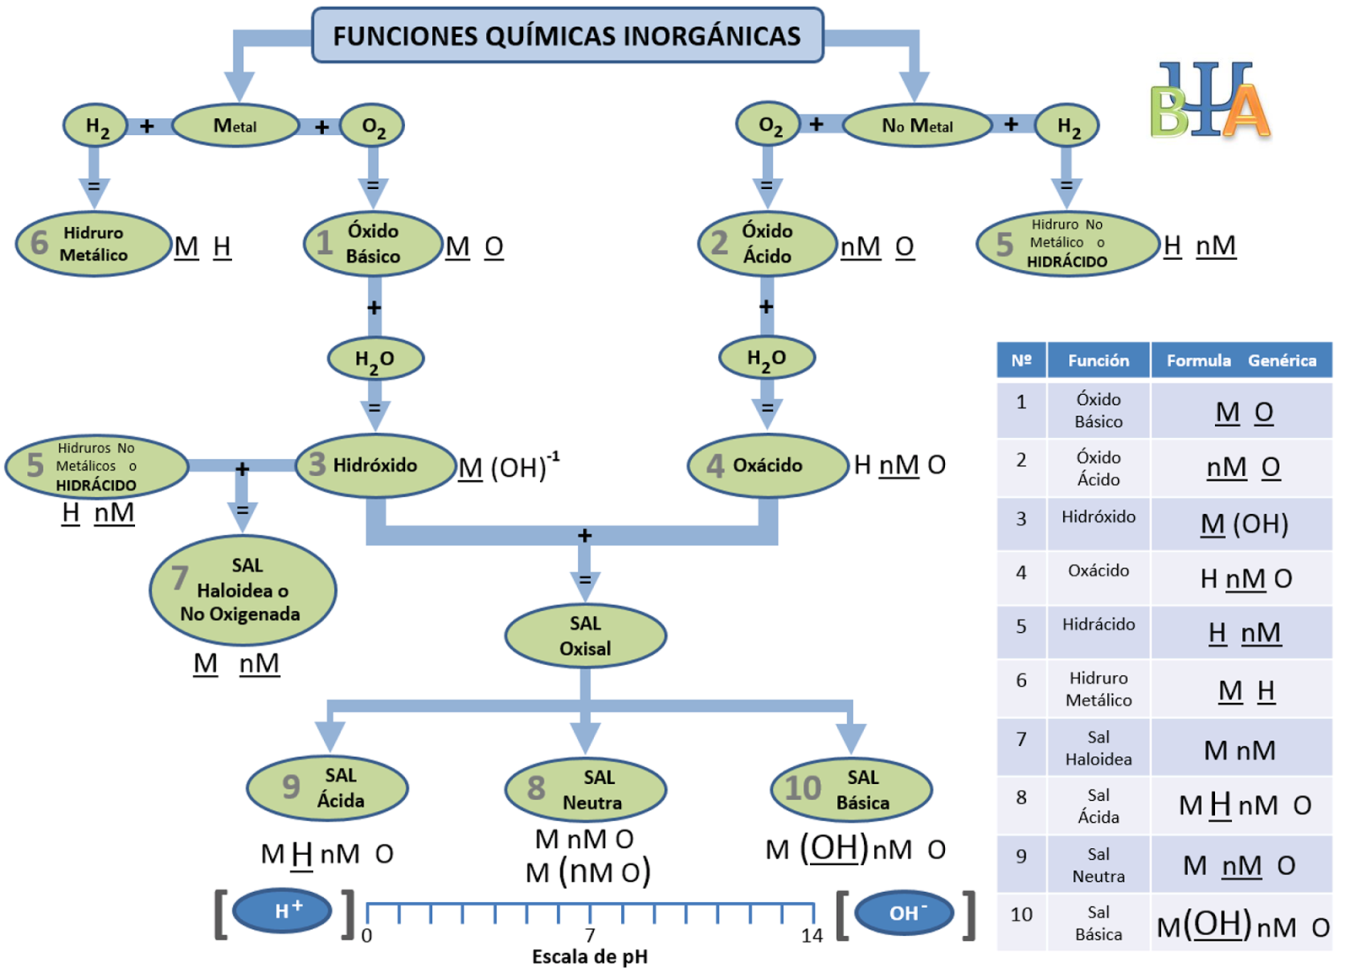 FUNCIONES QUÍMICAS INORGÁNICAS
H2 + Metal + O2
O2 + No Metal + H2
BΨA
= = = =
6 Hidruro
Metálico
M H
1 Óxido
Básico
M O
2 Óxido
Ácido
nM O
5 Hidruro No
Metálico o
HIDRÁCIDO
H nM
+ +
H2O H2O
= =
5 Hidruros No
Metálicos o
HIDRÁCIDO
H nM
+
3 Hidróxido
M (OH)-1
4 Oxácido
H nM O
=
7 SAL
Haloidea o
No Oxigenada
M nM
+
=
SAL
Oxisal
9 SAL
Ácida
M H nM O
8 SAL
Neutra
M nM O
M (nM O)
10 SAL
Básica
M (OH) nM O
[ H+ ]
0 7 14
Escala de pH
[ OH- ]
Nº Función Formula Genérica
1 Óxido
Básico
M O
2 Óxido
Ácido
nM O
3 Hidróxido M (OH)
4 Oxácido H nM O
5 Hidrácido H nM
6 Hidruro
Metálico
M H
7 Sal
Haloidea
M nM
8 Sal
Ácida
M H nM O
9 Sal
Neutra
M nM O
10 Sal
Básica
M(OH) nM O